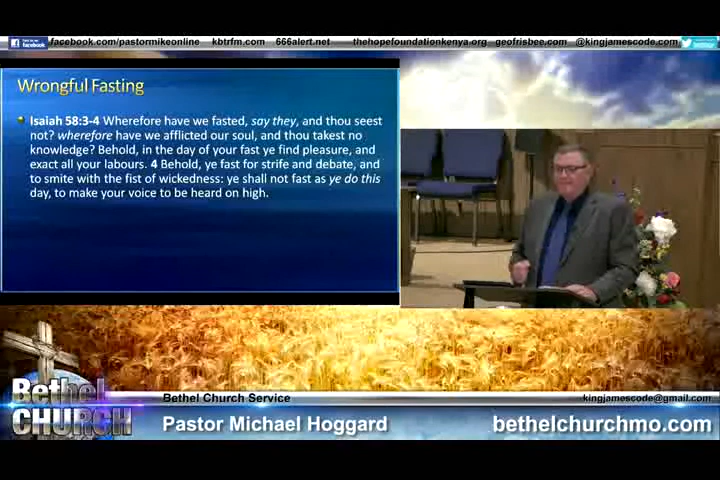 facebook.com/pastormikeonline kbtrfm.com 666alert.net thehopefoundationkenya.org geofrisbee.com @kingjamescode.com
Wrongful Fasting
Isaiah 58:3-4 Wherefore have we fasted, say they, and thou seest
not? wherefore have we afflicted our soul, and thou takest no
knowledge? Behold, in the day of your fast ye find pleasure, and
exact all your labours. 4 Behold, ye fast for strife and debate, and
to smite with the fist of wickedness: ye shall not fast as ye do this
day, to make your voice to be heard on high.
Bethel
CHURCH
Bethel Church Service
kingjamescode@gmail.com
Pastor Michael Hoggard
bethelchurchmo.com